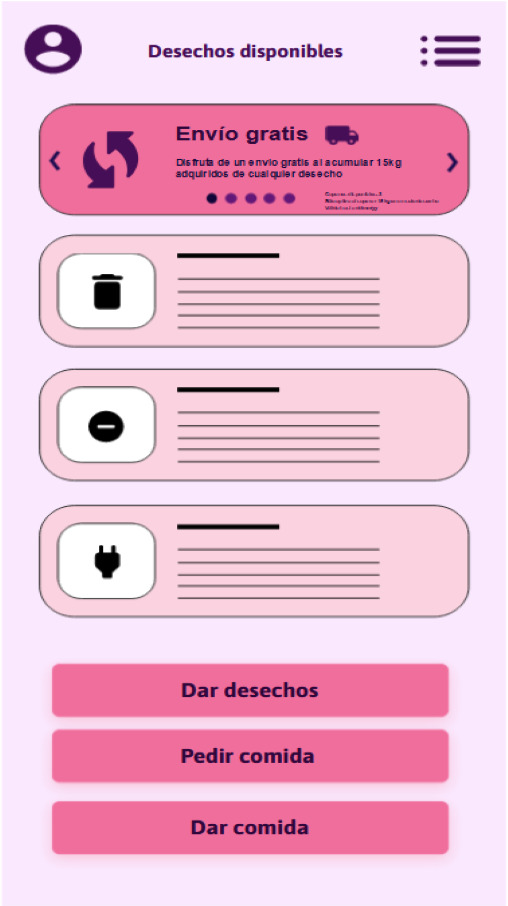 Desechos disponibles
Envío gratis
Disfruta de un envio gratis al acumular 15kg
adquiridos de cualquier desecho
Dar desechos
Pedir comida
Dar comida